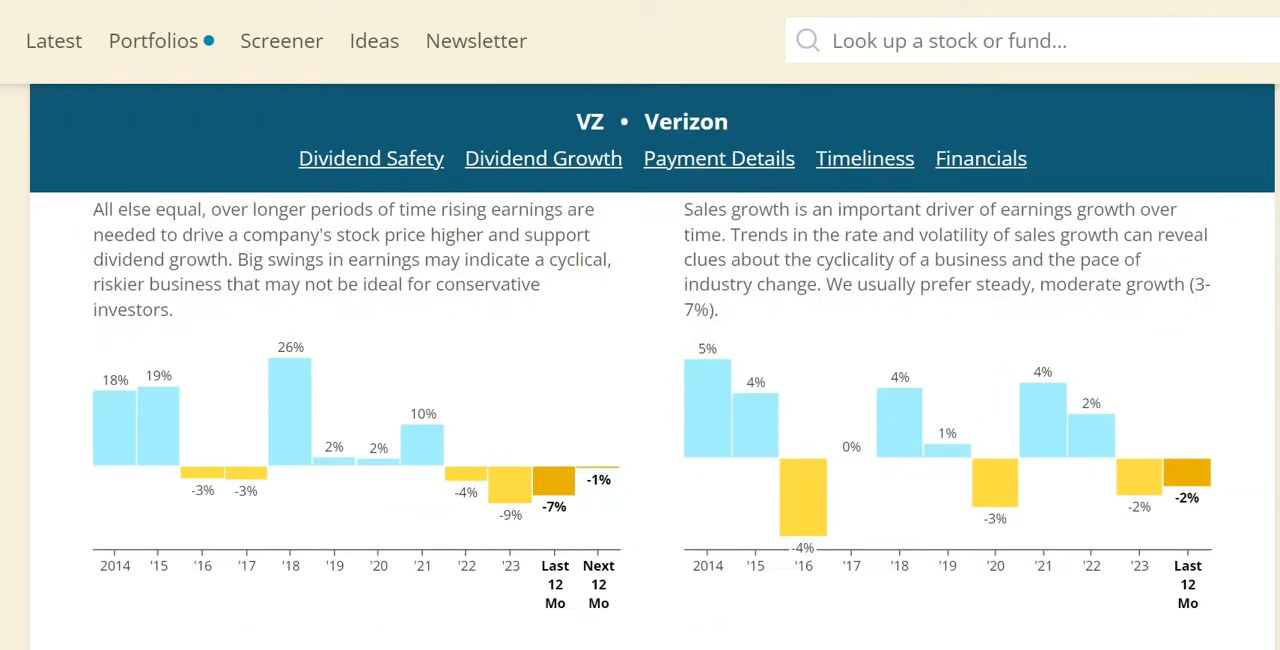 Latest Portfolios Screener Ideas Newsletter Look up a stock or fund...
VZ • Verizon
Dividend Safety Dividend Growth Payment Details Timeliness Financials
All else equal, over longer periods of time rising earnings are
needed to drive a company's stock price higher and support
dividend growth. Big swings in earnings may indicate a cyclical,
riskier business that may not be ideal for conservative
investors.
18% 19% -3% -3% 26% 2% 2% 10% -4% -9% -7% -1%
2014 '15 '16 '17 '18 '19 '20 '21 '22 '23 Last Next
12 12
Mo Mo
Sales growth is an important driver of earnings growth over
time. Trends in the rate and volatility of sales growth can reveal
clues about the cyclicality of a business and the pace of
industry change. We usually prefer steady, moderate growth (3-
7%).
5% 4% -4% 0% 4% 1% -3% 4% 2% -2% -2%
2014 '15 '16 '17 '18 '19 '20 '21 '22 '23 Last
12
Mo